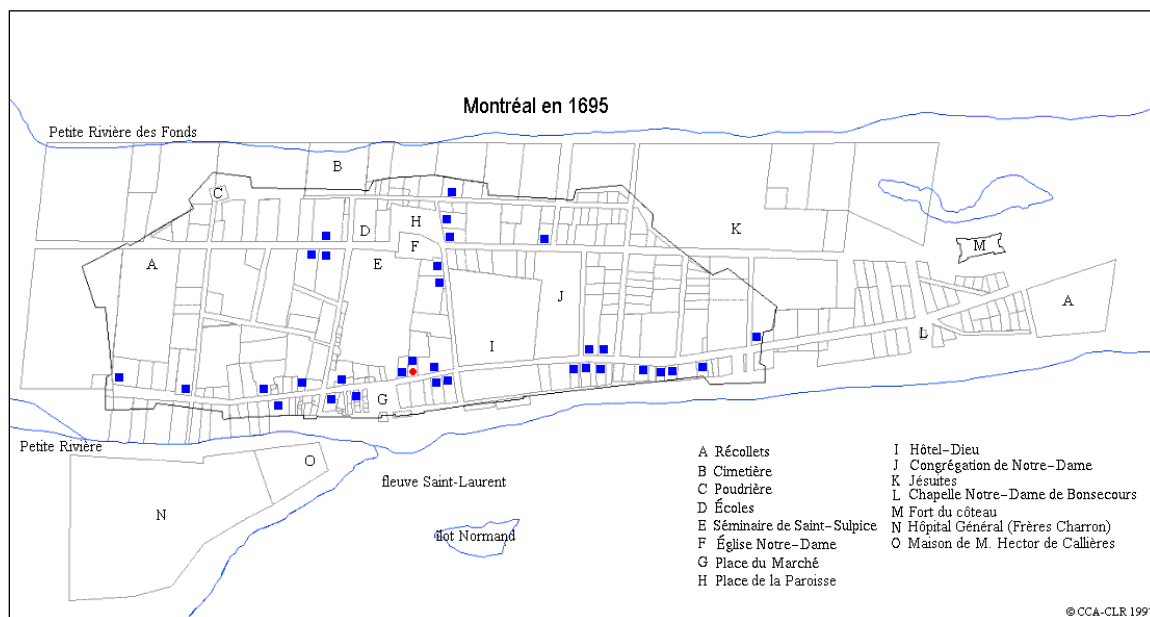 Montréal en 1695
Petite Rivière des Fonds
B
C
H
D
K
F
M
A
E
A
J
L
I
G
Petite Rivière
O
fleuve Saint-Laurent
N
îlot Normand
A Récollets
B Cimetière
C Poudrière
D Écoles
E Séminaire de Saint-Sulpice
F Église Notre-Dame
G Place du Marché
H Place de la Paroisse
I Hôtel-Dieu
J Congrégation de Notre-Dame
K Jésuites
L Chapelle Notre-Dame de Bonsecours
M Fort du côteau
N Hôpital Général (Frères Charron)
O Maison de M. Hector de Callières
©CCA-CLR